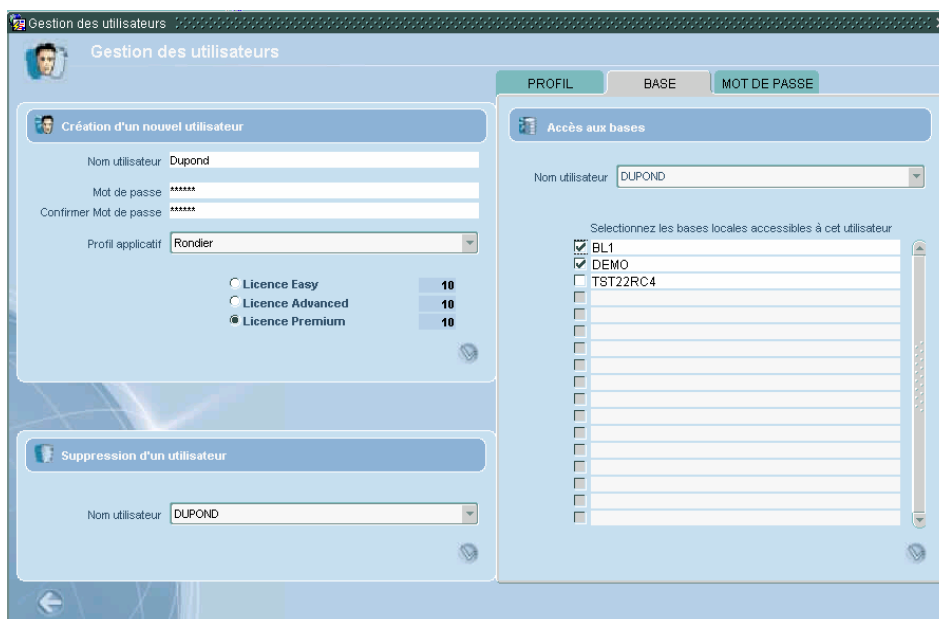 Gestion des utilisateurs
Gestion des utilisateurs
PROFIL
BASE
MOT DE PASSE
Création d'un nouvel utilisateur
Nom utilisateur Dupond
Mot de passe ******
Confirmer Mot de passe ******
Profil applicatif Rondier
Licence Easy 10
Licence Advanced 10
Licence Premium 10
Suppression d'un utilisateur
Nom utilisateur DUPOND
Accès aux bases
Nom utilisateur DUPOND
Selectionnez les bases locales accessibles à cet utilisateur
BL1
DEMO
TST22RC4